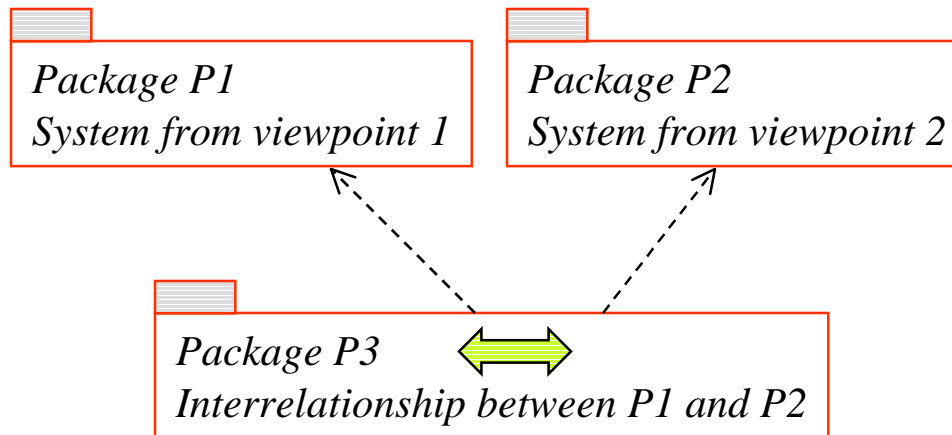 Package P1
System from viewpoint 1
Package P2
System from viewpoint 2
Package P3
Interrelationship between P1 and P2